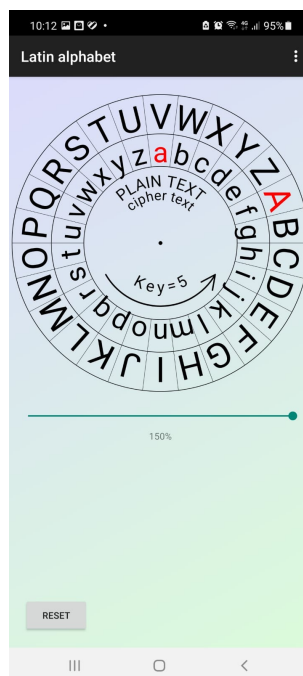 10:12 95%
Latin alphabet
A B C D E F G H I J K L M N O P Q R S T U V W X Y Z
a b c d e f g h i j k l m n o p q r s t u v w x y z
PLAIN TEXT
cipher text
Key=5
150%
RESET